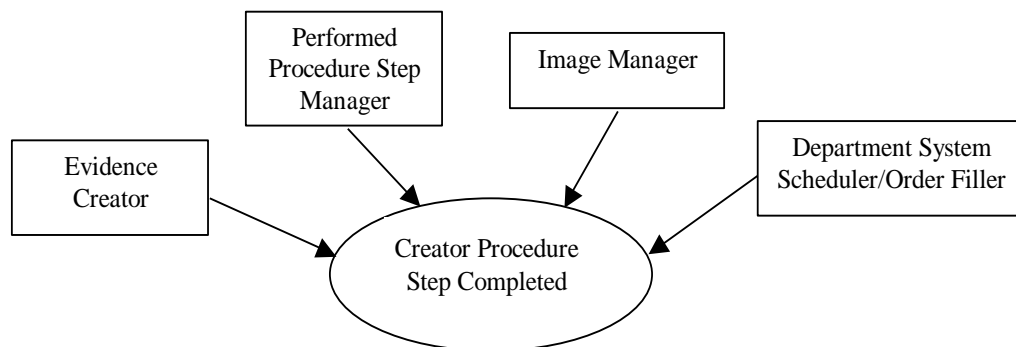 Performed
Procedure Step
Manager
Image Manager
Evidence
Creator
Department System
Scheduler/Order Filler
Creator Procedure
Step Completed